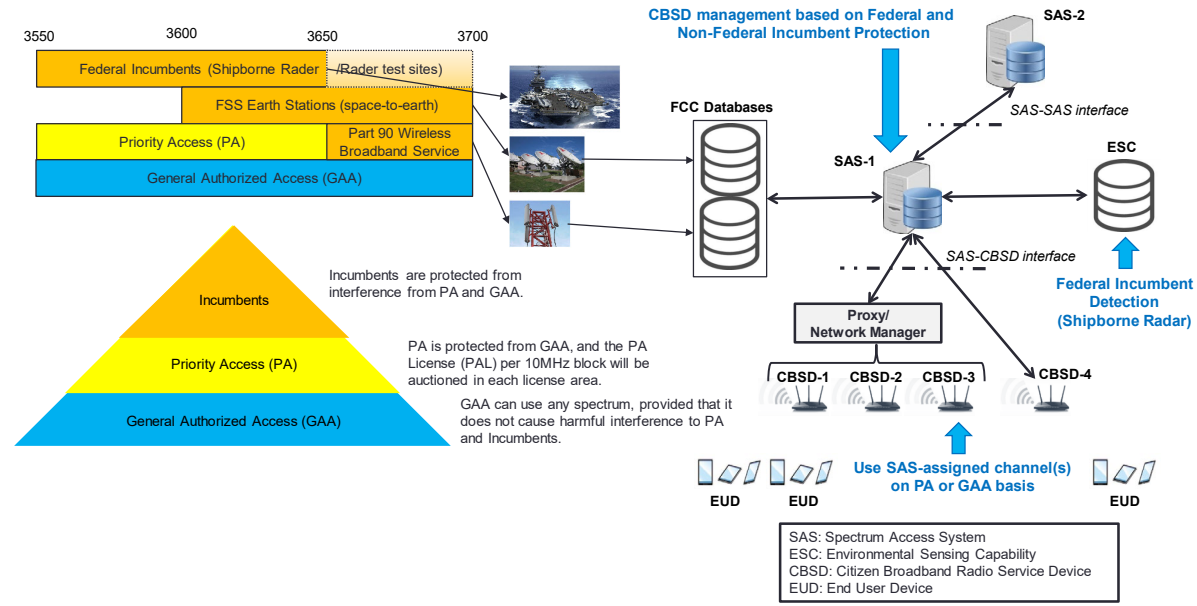 3550
3600
3650
3700
Federal Incumbents (Shipborne Rader
/Rader test sites)
FSS Earth Stations (space-to-earth)
Priority Access (PA)
Part 90 Wireless
Broadband Service
General Authorized Access (GAA)
Incumbents
Incumbents are protected from
interference from PA and GAA.
Priority Access (PA)
PA is protected from GAA, and the PA
License (PAL) per 10MHz block will be
auctioned in each license area.
General Authorized Access (GAA)
GAA can use any spectrum, provided that it
does not cause harmful interference to PA
and Incumbents.
CBSD management based on Federal and
Non-Federal Incumbent Protection
SAS-2
SAS-SAS interface
FCC Databases
SAS-1
ESC
SAS-CBSD interface
Federal Incumbent
Detection
(Shipborne Radar)
Proxy/
Network Manager
CBSD-1
CBSD-2
CBSD-3
CBSD-4
Use SAS-assigned channel(s)
on PA or GAA basis
EUD
EUD
EUD
SAS: Spectrum Access System
ESC: Environmental Sensing Capability
CBSD: Citizen Broadband Radio Service Device
EUD: End User Device